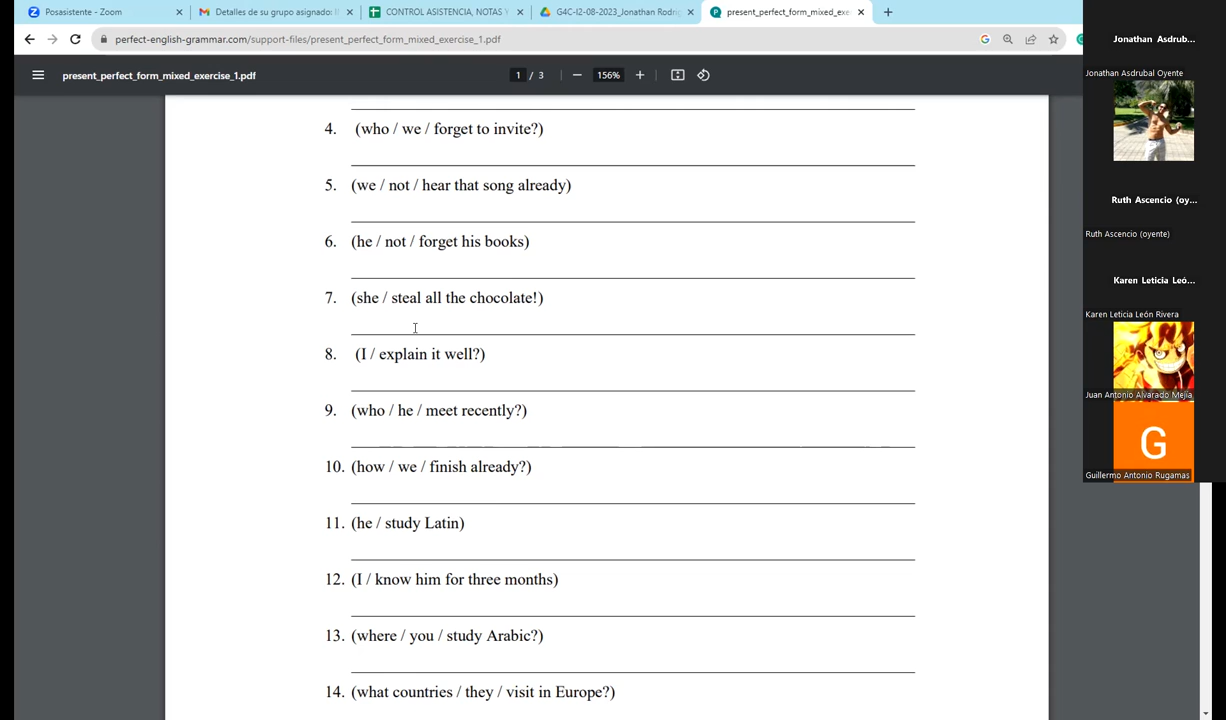 Posasistente - Zoom
Detalles de su grupo asignado:
CONTROL ASISTENCIA, NOTAS Y
G4C-I2-08-2023_Jonathan Rodrig
present_perfect_form_mixed_exer
perfect-english-grammar.com/support-files/present_perfect_form_mixed_exercise_1.pdf
present_perfect_form_mixed_exercise_1.pdf
1 / 3
156%
4. (who / we / forget to invite?)
5. (we / not / hear that song already)
6. (he / not / forget his books)
7. (she / steal all the chocolate!)
8. (I / explain it well?)
9. (who / he / meet recently?)
10. (how / we / finish already?)
11. (he / study Latin)
12. (I / know him for three months)
13. (where / you / study Arabic?)
14. (what countries / they / visit in Europe?)
Jonathan Asdrub...
Jonathan Asdrubal Oyente
Ruth Ascencio (oy...
Ruth Ascencio (oyente)
Karen Leticia Leó...
Karen Leticia León Rivera
Juan Antonio Alvarado Mejía
G
Guillermo Antonio Rugamas